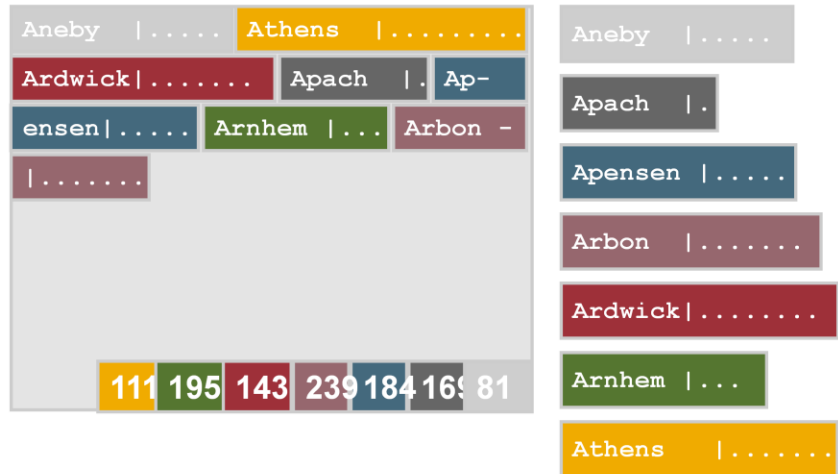 Aneby |..... Athens |.........
Ardwick|....... Apach |. Ap-
ensen|..... Arnhem |... Arbon -
|.......
111 195 143 239 184 169 81
Aneby |.....
Apach |.
Apensen |.....
Arbon |.......
Ardwick|........
Arnhem |...
Athens |.......